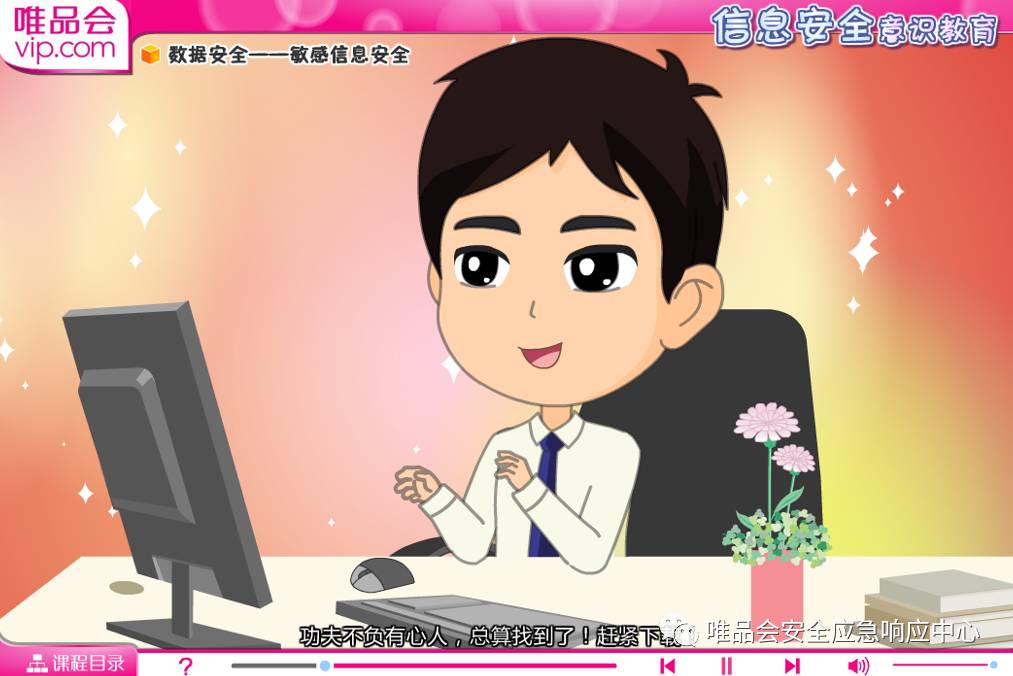 唯品会
vip.com
信息安全意识教育
数据安全——敏感信息安全
功夫不负有心人，总算找到了！赶紧下载
唯品会安全应急响应中心
课程目录
?